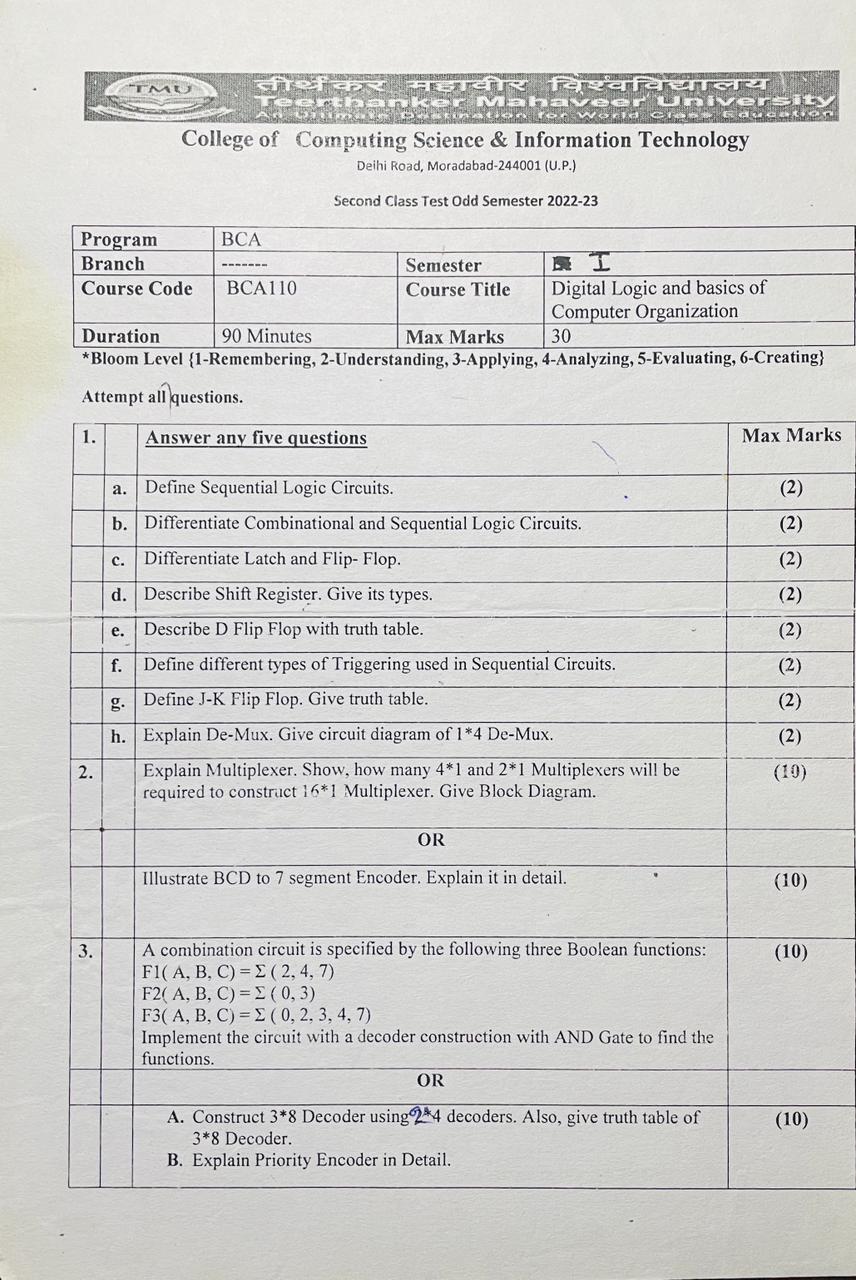 TMU
तीर्थंकर महावीर विश्वविद्यालय
Teerthanker Mahaveer University
An Ultimate Destination for World Class Education
College of Computing Science & Information Technology
Delhi Road, Moradabad-244001 (U.P.)
Second Class Test Odd Semester 2022-23
Program BCA
Branch ------- Semester I
Course Code BCA110 Course Title Digital Logic and basics of
Computer Organization
Duration 90 Minutes Max Marks 30
*Bloom Level {1-Remembering, 2-Understanding, 3-Applying, 4-Analyzing, 5-Evaluating, 6-Creating}
Attempt all questions.
1. Answer any five questions Max Marks
a. Define Sequential Logic Circuits. (2)
b. Differentiate Combinational and Sequential Logic Circuits. (2)
c. Differentiate Latch and Flip- Flop. (2)
d. Describe Shift Register. Give its types. (2)
e. Describe D Flip Flop with truth table. (2)
f. Define different types of Triggering used in Sequential Circuits. (2)
g. Define J-K Flip Flop. Give truth table. (2)
h. Explain De-Mux. Give circuit diagram of 1*4 De-Mux. (2)
2. Explain Multiplexer. Show, how many 4*1 and 2*1 Multiplexers will be (10)
required to construct 16*1 Multiplexer. Give Block Diagram.
OR
Illustrate BCD to 7 segment Encoder. Explain it in detail. (10)
3. A combination circuit is specified by the following three Boolean functions: (10)
F1( A, B, C) = Σ ( 2, 4, 7)
F2( A, B, C) = Σ ( 0, 3)
F3( A, B, C) = Σ ( 0, 2, 3, 4, 7)
Implement the circuit with a decoder construction with AND Gate to find the
functions.
OR
A. Construct 3*8 Decoder using 2*4 decoders. Also, give truth table of (10)
3*8 Decoder.
B. Explain Priority Encoder in Detail.